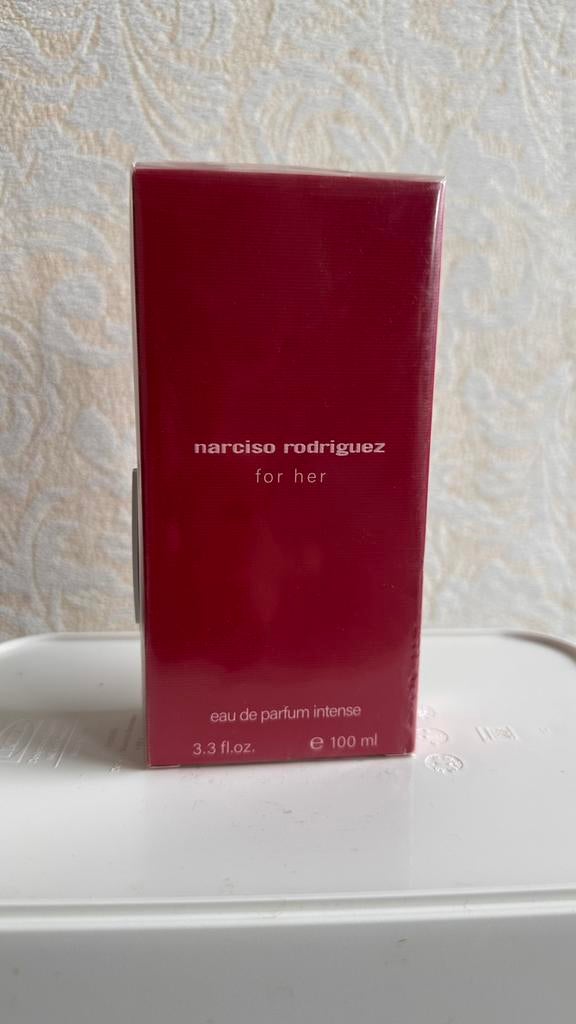 narciso rodriguez
for her
eau de parfum intense
3.3 fl.oz. ℮ 100 ml